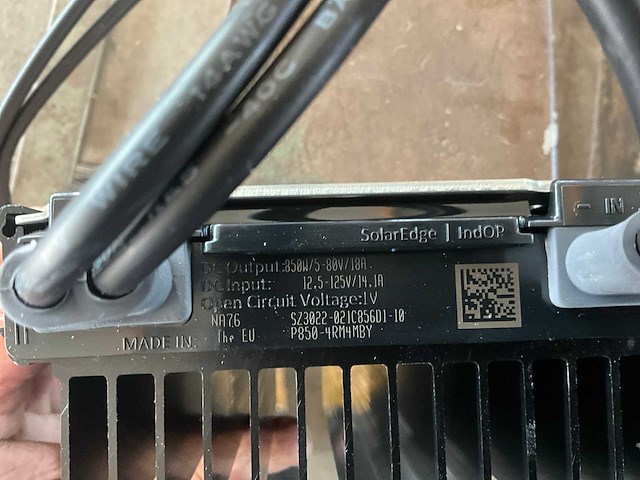 14AWG
WIRE
-40C
IN
SolarEdge | IndOP
DC Output:850W/5-80V/18A
DC Input: 12.5-125V/14.1A
Open Circuit Voltage:1V
NA76 SZ3022-021C856D1-10
MADE IN: The EU P850-4RM4MBY